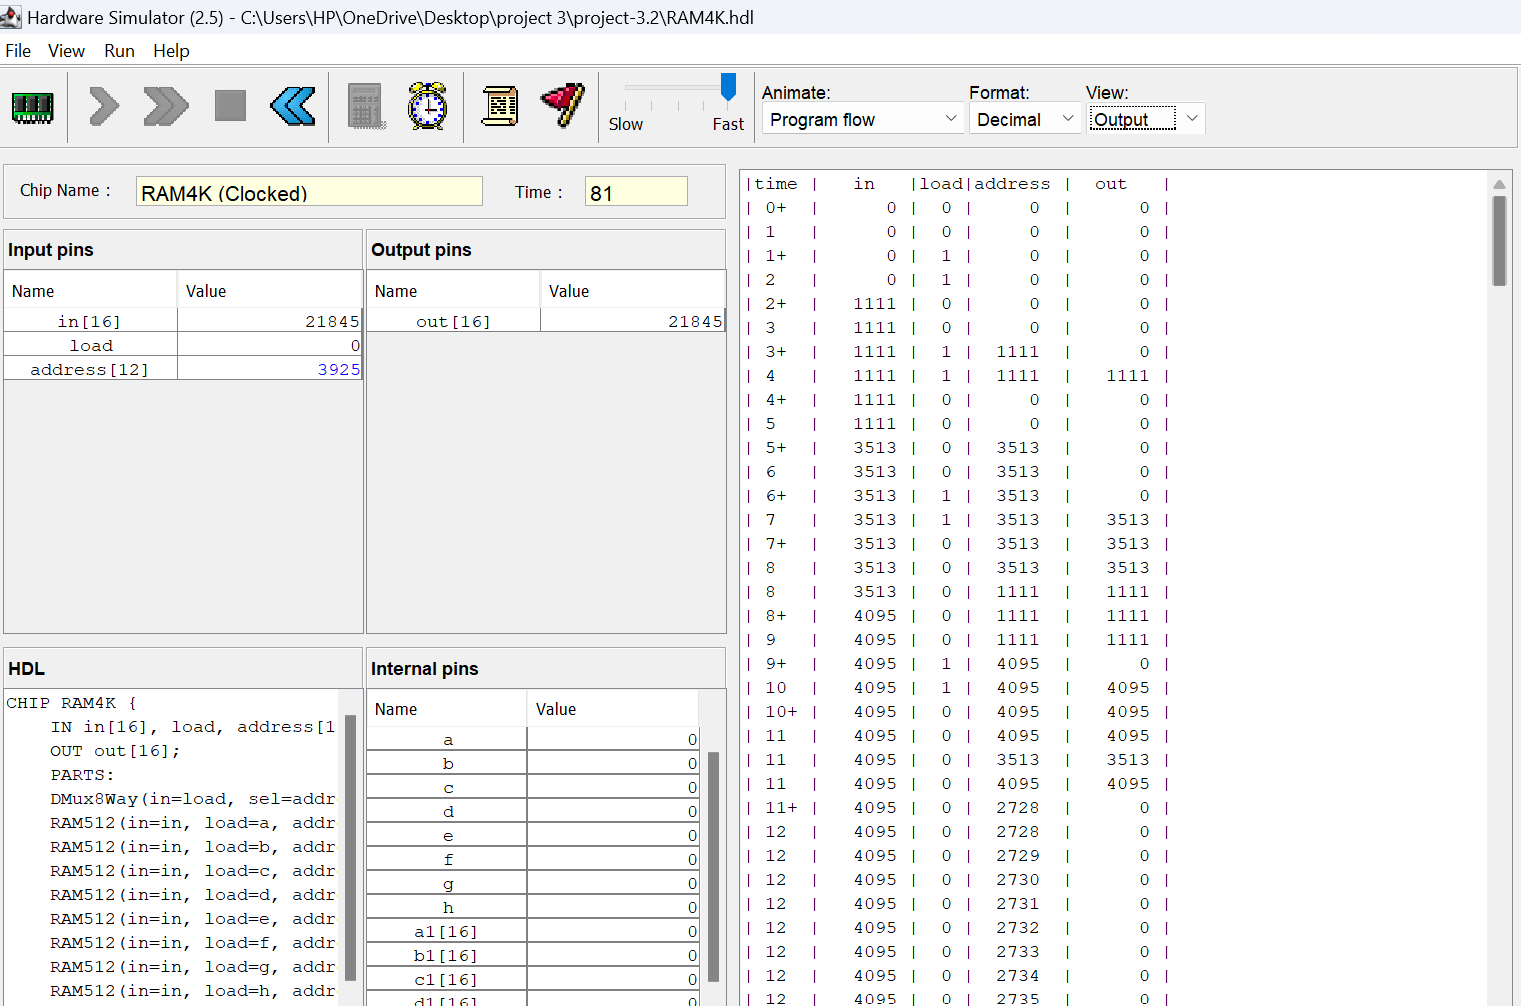 Hardware Simulator (2.5) - C:\Users\HP\OneDrive\Desktop\project 3\project-3.2\RAM4K.hdl
File View Run Help
Slow Fast
Animate: Format: View:
Program flow Decimal Output
Chip Name : RAM4K (Clocked) Time : 81
Input pins
Name Value
in[16] 21845
load 0
address[12] 3925
Output pins
Name Value
out[16] 21845
HDL
CHIP RAM4K {
IN in[16], load, address[1
OUT out[16];
PARTS:
DMux8Way(in=load, sel=addr
RAM512(in=in, load=a, addr
RAM512(in=in, load=b, addr
RAM512(in=in, load=c, addr
RAM512(in=in, load=d, addr
RAM512(in=in, load=e, addr
RAM512(in=in, load=f, addr
RAM512(in=in, load=g, addr
RAM512(in=in, load=h, addr
Internal pins
Name Value
a 0
b 0
c 0
d 0
e 0
f 0
g 0
h 0
a1[16] 0
b1[16] 0
c1[16] 0
d1[16] 0
|time | in |load|address | out |
| 0+ | 0 | 0 | 0 | 0 |
| 1 | 0 | 0 | 0 | 0 |
| 1+ | 0 | 1 | 0 | 0 |
| 2 | 0 | 1 | 0 | 0 |
| 2+ | 1111 | 0 | 0 | 0 |
| 3 | 1111 | 0 | 0 | 0 |
| 3+ | 1111 | 1 | 1111 | 0 |
| 4 | 1111 | 1 | 1111 | 1111 |
| 4+ | 1111 | 0 | 0 | 0 |
| 5 | 1111 | 0 | 0 | 0 |
| 5+ | 3513 | 0 | 3513 | 0 |
| 6 | 3513 | 0 | 3513 | 0 |
| 6+ | 3513 | 1 | 3513 | 0 |
| 7 | 3513 | 1 | 3513 | 3513 |
| 7+ | 3513 | 0 | 3513 | 3513 |
| 8 | 3513 | 0 | 3513 | 3513 |
| 8 | 3513 | 0 | 1111 | 1111 |
| 8+ | 4095 | 0 | 1111 | 1111 |
| 9 | 4095 | 0 | 1111 | 1111 |
| 9+ | 4095 | 1 | 4095 | 0 |
| 10 | 4095 | 1 | 4095 | 4095 |
| 10+ | 4095 | 0 | 4095 | 4095 |
| 11 | 4095 | 0 | 4095 | 4095 |
| 11 | 4095 | 0 | 3513 | 3513 |
| 11 | 4095 | 0 | 4095 | 4095 |
| 11+ | 4095 | 0 | 2728 | 0 |
| 12 | 4095 | 0 | 2728 | 0 |
| 12 | 4095 | 0 | 2729 | 0 |
| 12 | 4095 | 0 | 2730 | 0 |
| 12 | 4095 | 0 | 2731 | 0 |
| 12 | 4095 | 0 | 2732 | 0 |
| 12 | 4095 | 0 | 2733 | 0 |
| 12 | 4095 | 0 | 2734 | 0 |
| 12 | 4095 | 0 | 2735 | 0 |